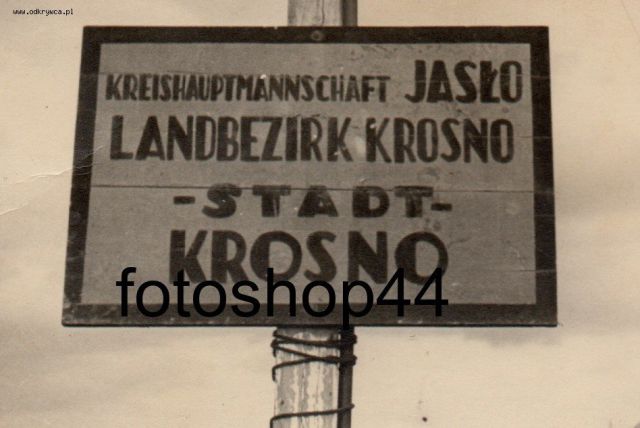 www.odkrywca.pl
KREISHAUPTMANNSCHAFT JASŁO
LANDBEZIRK KROSNO
-STADT-
KROSNO
fotoshop44